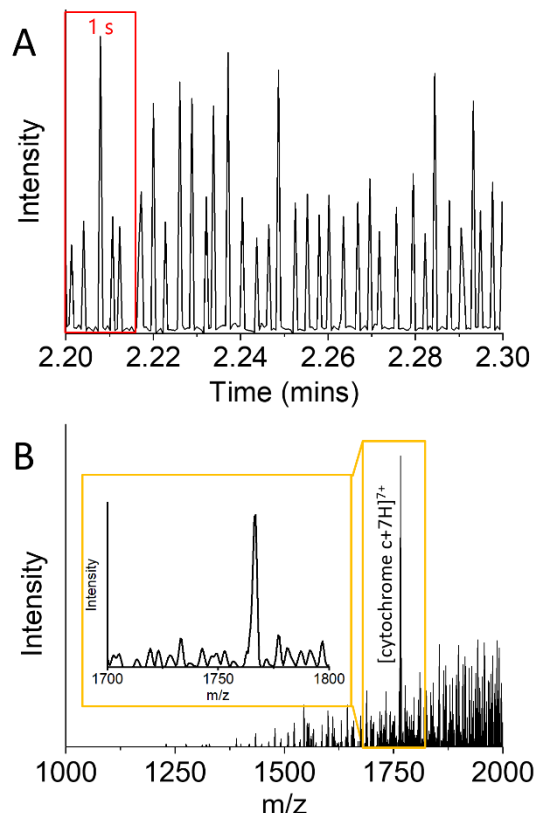 A
1 s
Intensity
2.20 2.22 2.24 2.26 2.28 2.30
Time (mins)
B
Intensity
[cytochrome c+7H]7+
Intensity
1700 1750 1800
m/z
1000 1250 1500 1750 2000
m/z